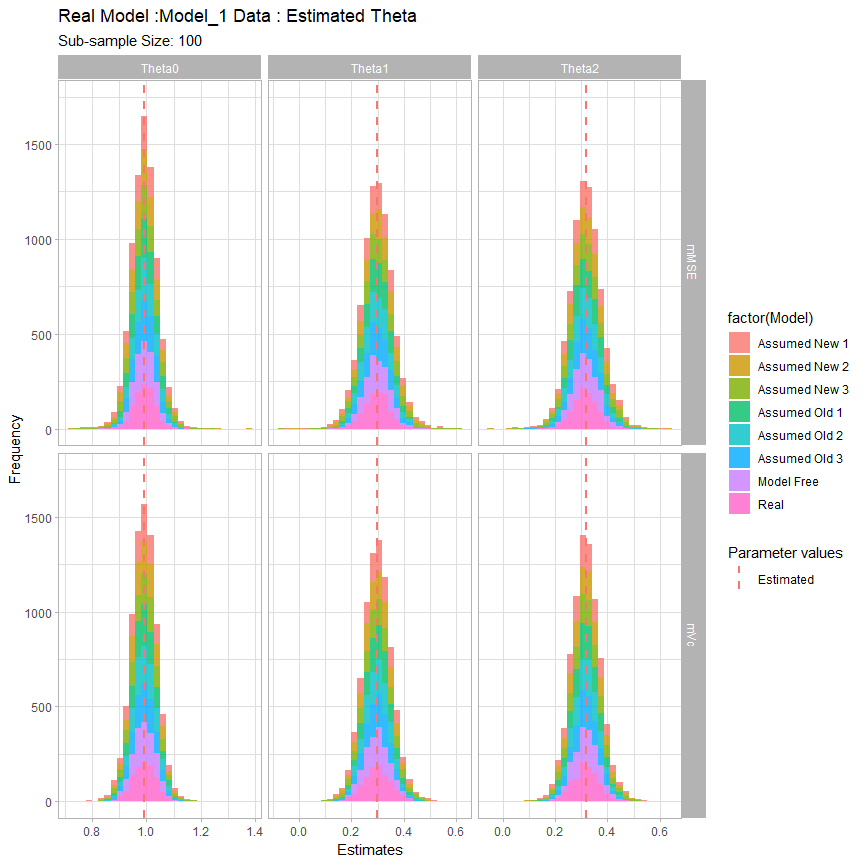 Real Model :Model_1 Data : Estimated Theta
Sub-sample Size: 100
Theta0 Theta1 Theta2
1500
1000
500
0
mMSE
1500
1000
500
0
mVc
Frequency
0.8 1.0 1.2 1.4 0.0 0.2 0.4 0.6 0.0 0.2 0.4 0.6
Estimates
factor(Model)
Assumed New 1
Assumed New 2
Assumed New 3
Assumed Old 1
Assumed Old 2
Assumed Old 3
Model Free
Real
Parameter values
Estimated